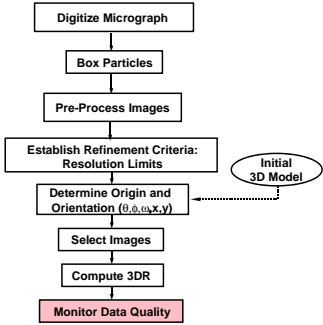 Digitize Micrograph
Box Particles
Pre-Process Images
Establish Refinement Criteria:
Resolution Limits
Initial
3D Model
Determine Origin and
Orientation (θ,ϕ,ω,x,y)
Select Images
Compute 3DR
Monitor Data Quality